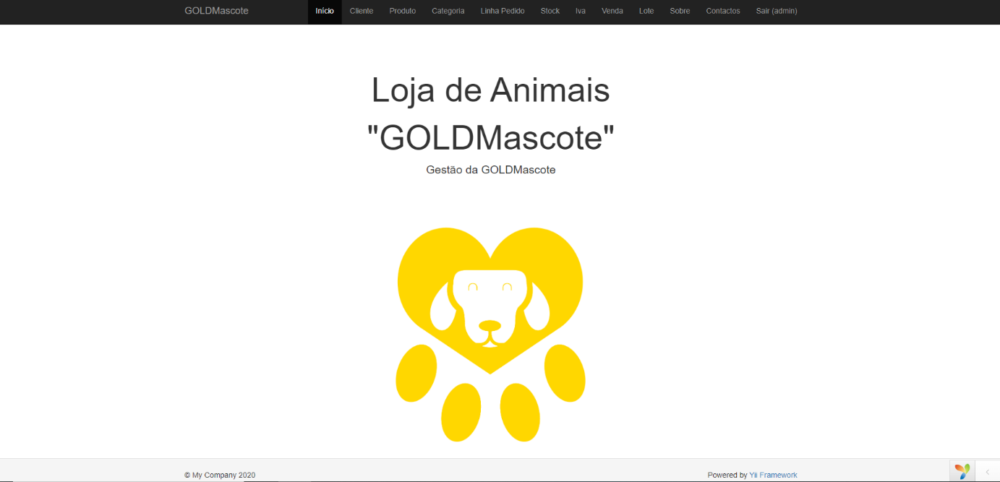 GOLDMascote Início Cliente Produto Categoria Linha Pedido Stock Iva Venda Lote Sobre Contactos Sair (admin)
Loja de Animais
"GOLDMascote"
Gestão da GOLDMascote
© My Company 2020 Powered by Yii Framework